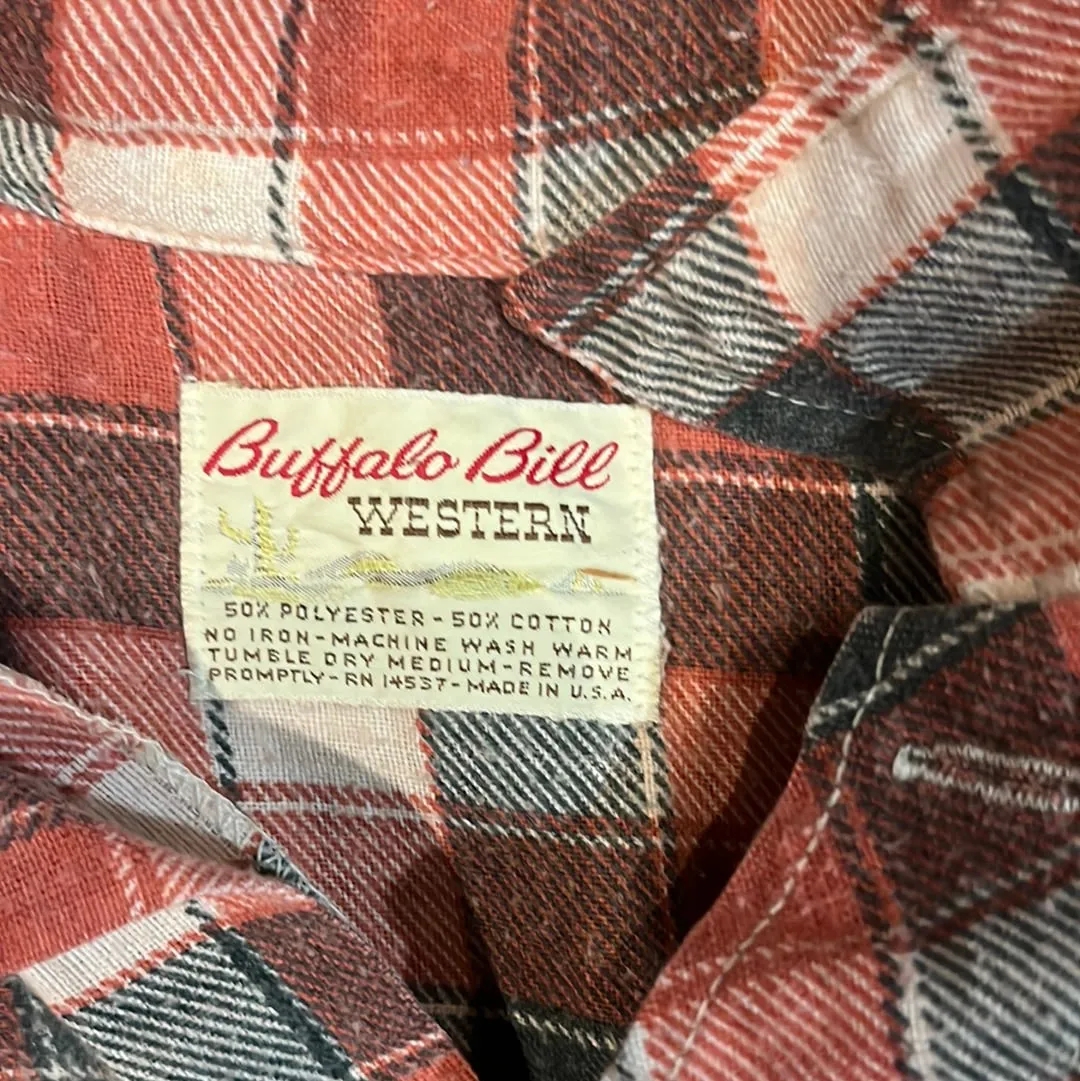 Buffalo Bill
WESTERN
50% POLYESTER - 50% COTTON
NO IRON-MACHINE WASH WARM
TUMBLE DRY MEDIUM-REMOVE
PROMPTLY-RN 14537-MADE IN U.S.A.